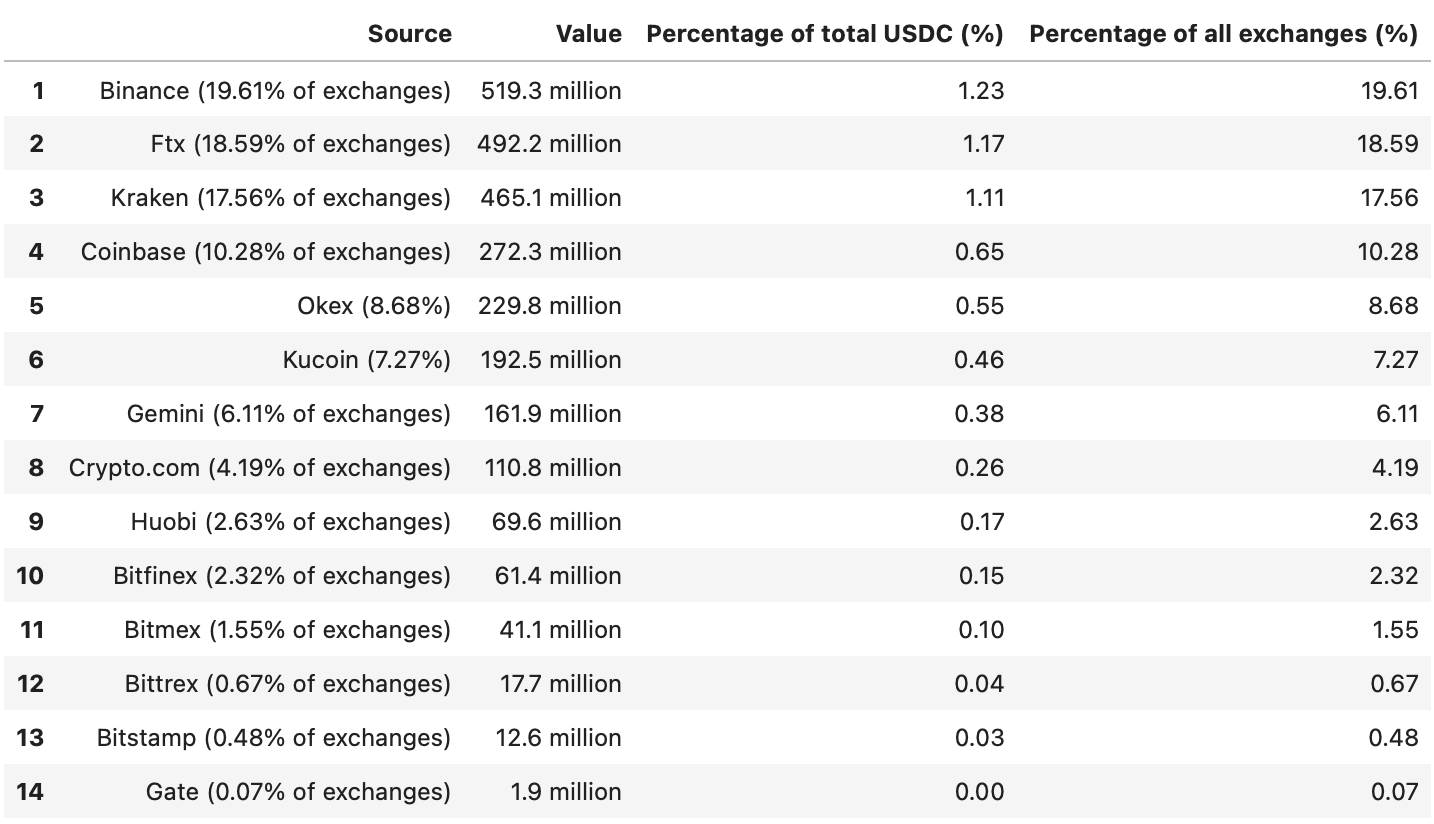 Source Value Percentage of total USDC (%) Percentage of all exchanges (%)
1 Binance (19.61% of exchanges) 519.3 million 1.23 19.61
2 Ftx (18.59% of exchanges) 492.2 million 1.17 18.59
3 Kraken (17.56% of exchanges) 465.1 million 1.11 17.56
4 Coinbase (10.28% of exchanges) 272.3 million 0.65 10.28
5 Okex (8.68%) 229.8 million 0.55 8.68
6 Kucoin (7.27%) 192.5 million 0.46 7.27
7 Gemini (6.11% of exchanges) 161.9 million 0.38 6.11
8 Crypto.com (4.19% of exchanges) 110.8 million 0.26 4.19
9 Huobi (2.63% of exchanges) 69.6 million 0.17 2.63
10 Bitfinex (2.32% of exchanges) 61.4 million 0.15 2.32
11 Bitmex (1.55% of exchanges) 41.1 million 0.10 1.55
12 Bittrex (0.67% of exchanges) 17.7 million 0.04 0.67
13 Bitstamp (0.48% of exchanges) 12.6 million 0.03 0.48
14 Gate (0.07% of exchanges) 1.9 million 0.00 0.07